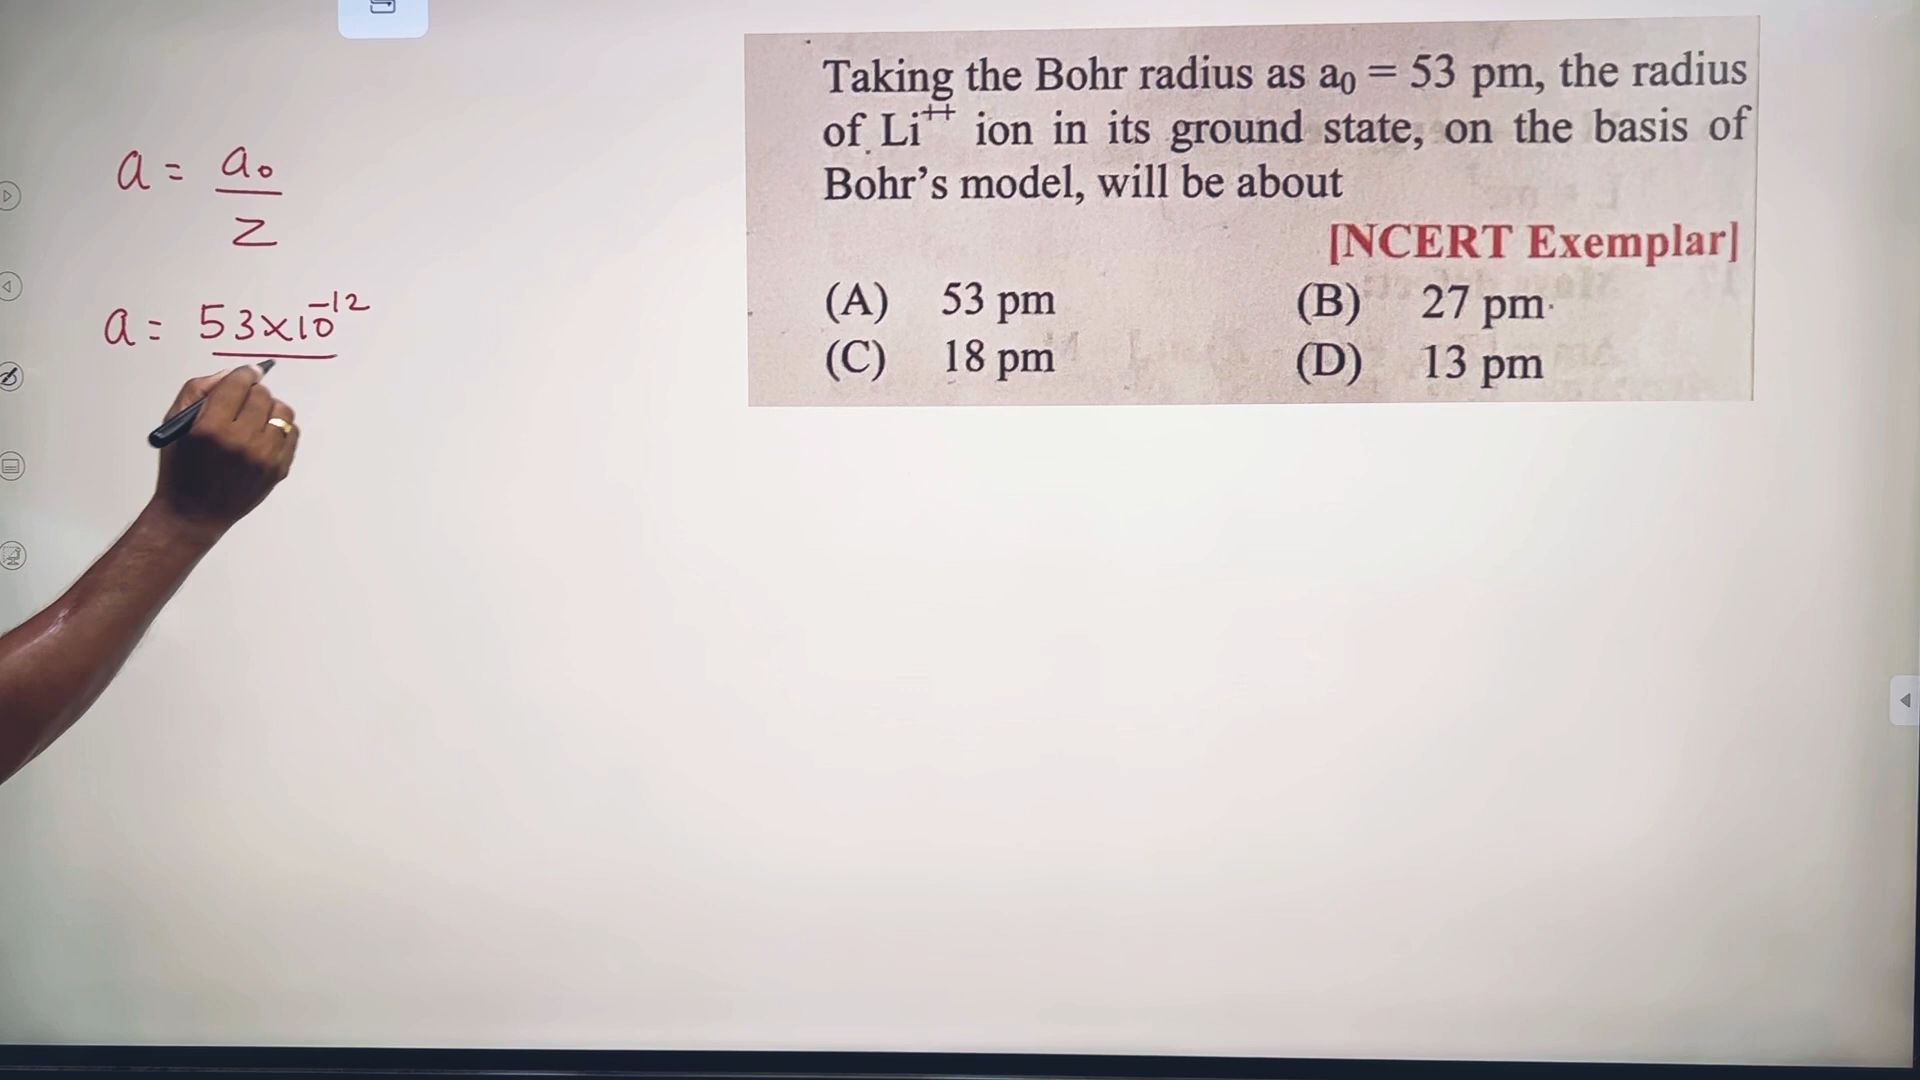 Taking the Bohr radius as a₀ = 53 pm, the radius
of Li⁺⁺ ion in its ground state, on the basis of
Bohr’s model, will be about
[NCERT Exemplar]
(A) 53 pm (B) 27 pm
(C) 18 pm (D) 13 pm
a = a₀
z
a = 53×10⁻¹²